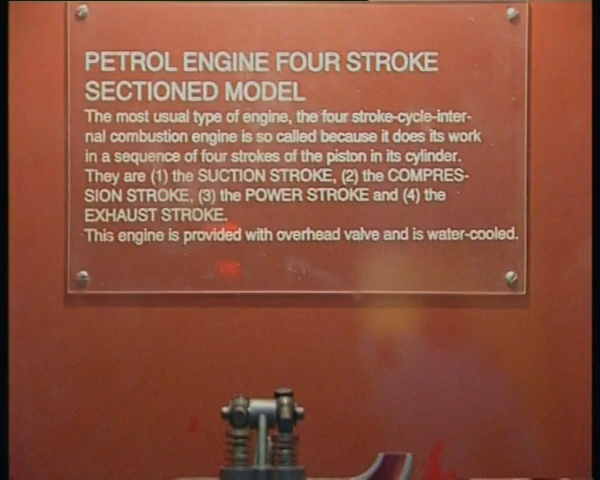 PETROL ENGINE FOUR STROKE
SECTIONED MODEL
The most usual type of engine, the four stroke-cycle-inter-
nal combustion engine is so called because it does its work
in a sequence of four strokes of the piston in its cylinder.
They are (1) the SUCTION STROKE, (2) the COMPRES-
SION STROKE, (3) the POWER STROKE and (4) the
EXHAUST STROKE.
This engine is provided with overhead valve and is water-cooled.